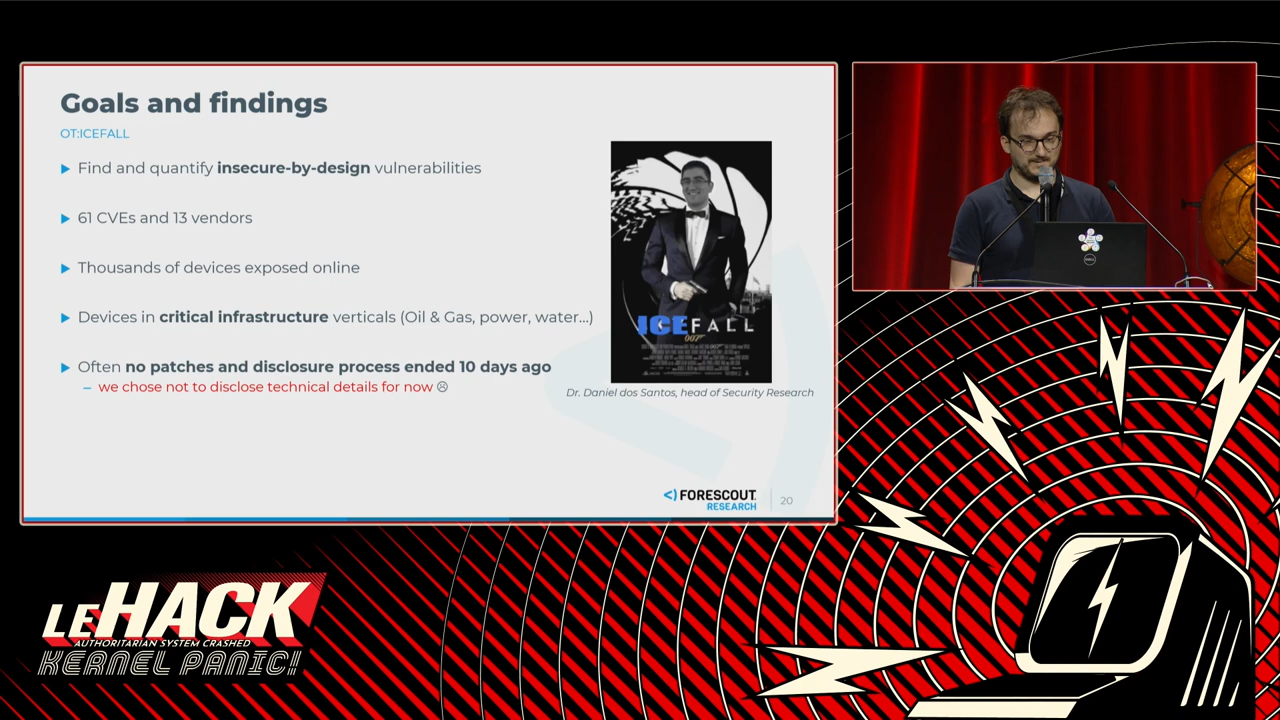 Goals and findings
OT:ICEFALL
Find and quantify insecure-by-design vulnerabilities
61 CVEs and 13 vendors
Thousands of devices exposed online
Devices in critical infrastructure verticals (Oil & Gas, power, water...)
Often no patches and disclosure process ended 10 days ago
– we chose not to disclose technical details for now ☹
ICEFALL
007
Dr. Daniel dos Santos, head of Security Research
FORESCOUT
RESEARCH
20
DELL
LEHACK
AUTHORITARIAN SYSTEM CRASHED
KERNEL PANIC!